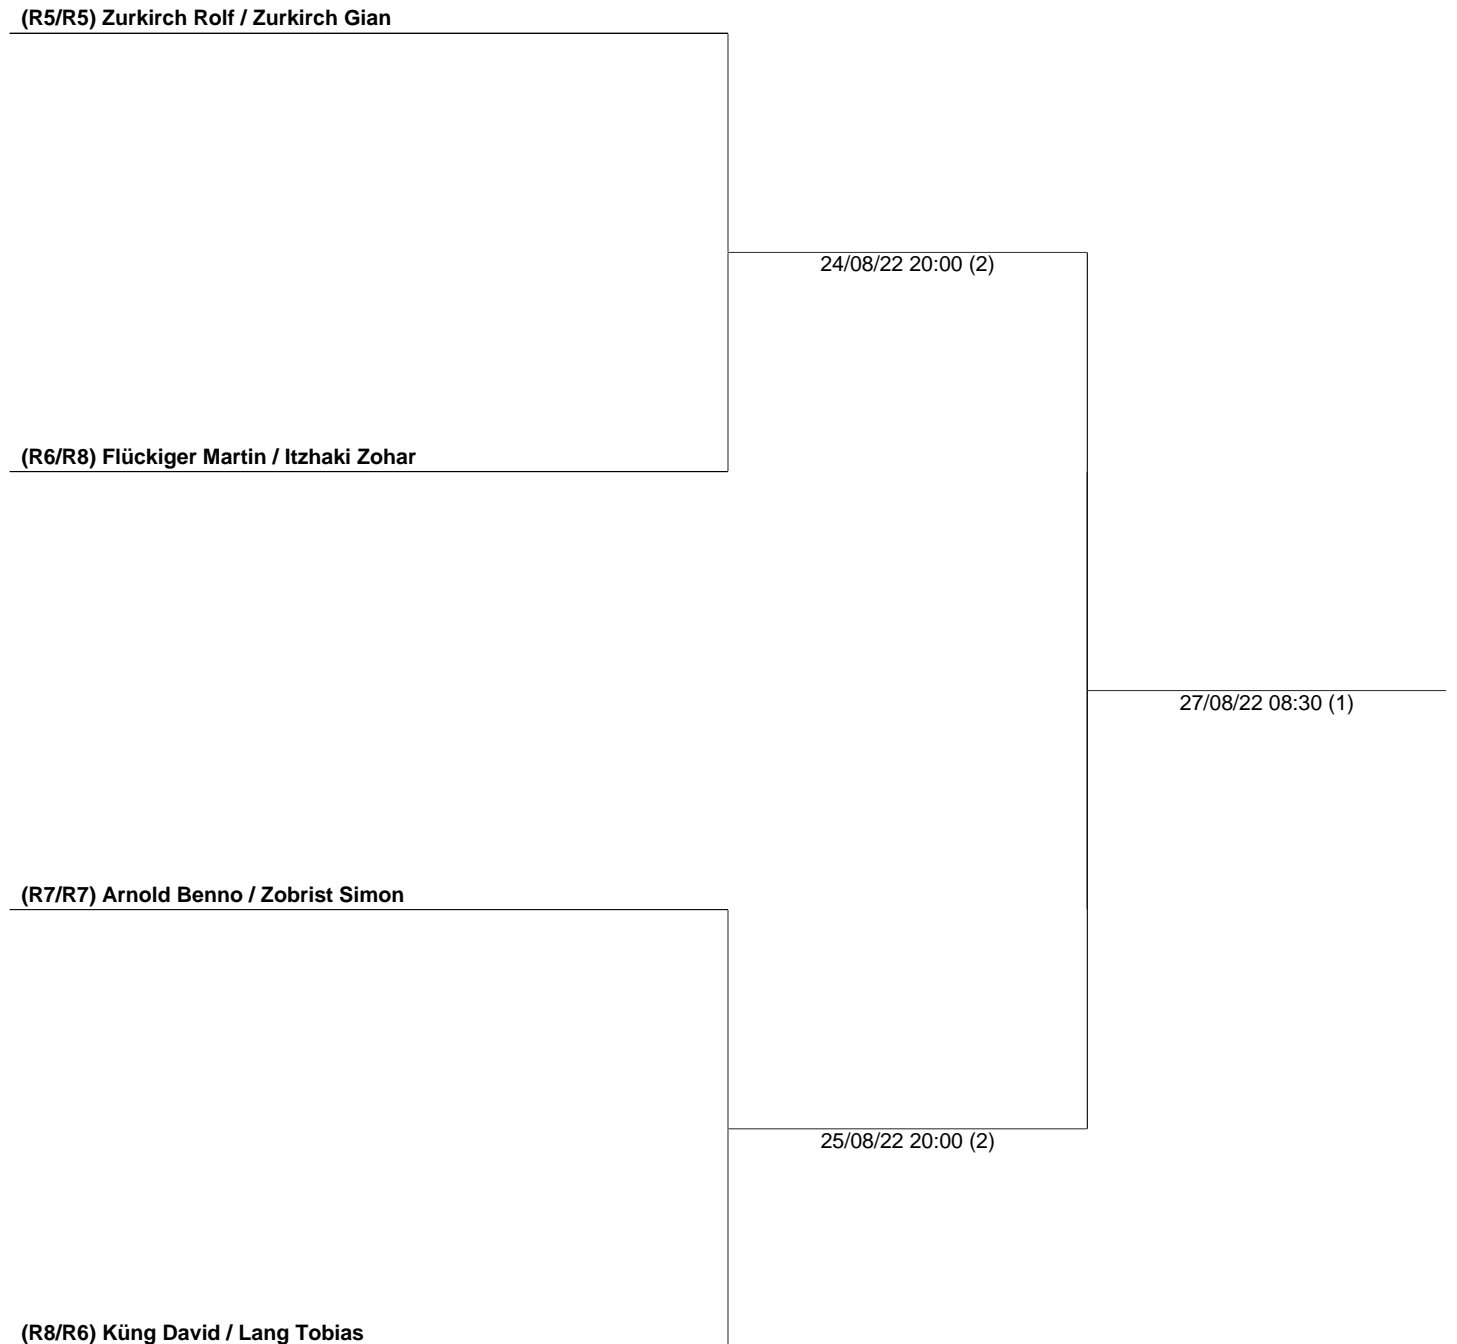 (R5/R5) Zurkirch Rolf / Zurkirch Gian
24/08/22 20:00 (2)
(R6/R8) Flückiger Martin / Itzhaki Zohar
27/08/22 08:30 (1)
(R7/R7) Arnold Benno / Zobrist Simon
25/08/22 20:00 (2)
(R8/R6) Küng David / Lang Tobias